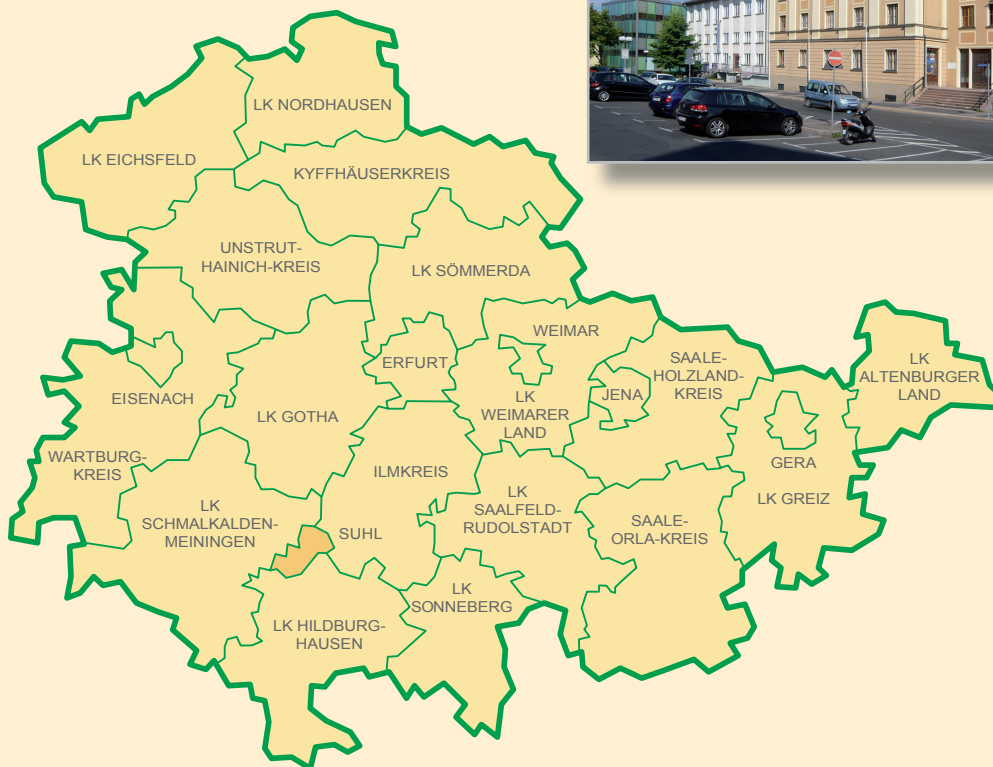 LK NORDHAUSEN
LK EICHSFELD
KYFFHÄUSERKREIS
UNSTRUT-
HAINICH-KREIS
LK SÖMMERDA
WEIMAR
ERFURT
SAALE-
HOLZLAND-
KREIS
LK
ALTENBURGER
LAND
EISENACH
LK GOTHA
LK
WEIMARER
LAND
JENA
WARTBURG-
KREIS
ILMKREIS
GERA
LK
SCHMALKALDEN-
MEININGEN
SUHL
LK
SAALFELD-
RUDOLSTADT
SAALE-
ORLA-KREIS
LK GREIZ
LK
SONNEBERG
LK HILDBURG-
HAUSEN